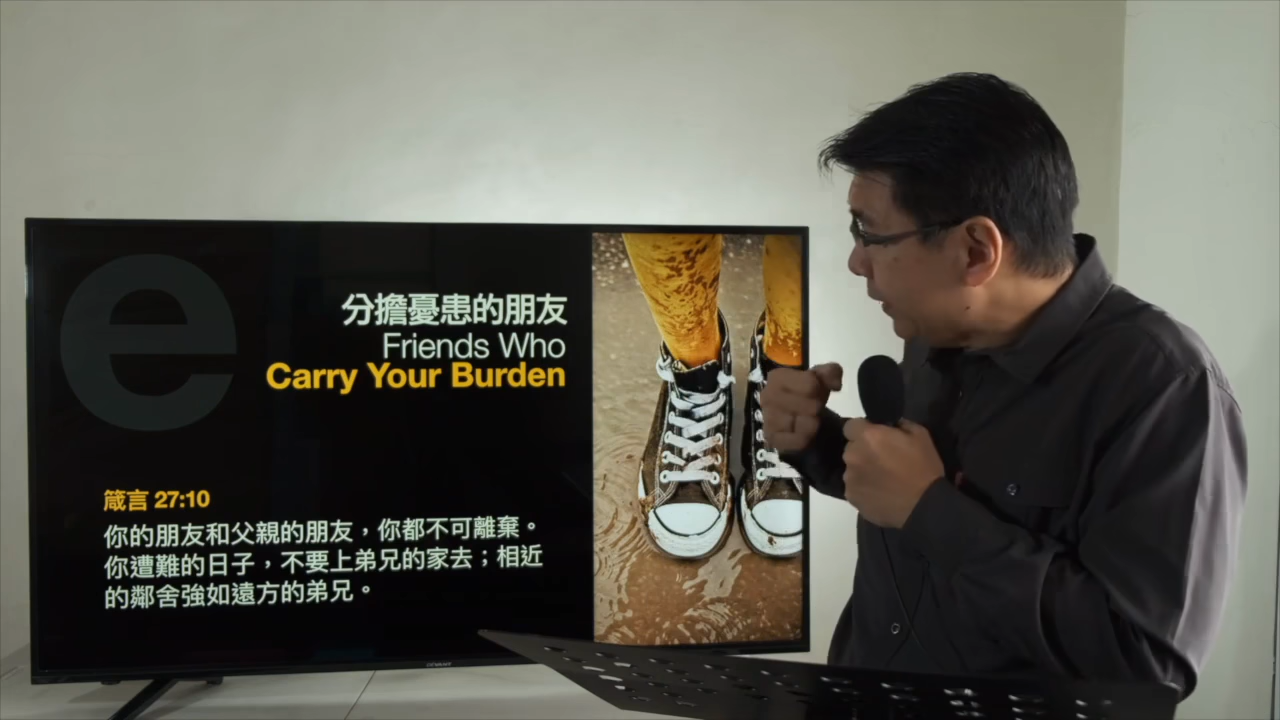 e
分擔憂患的朋友
Friends Who
Carry Your Burden
箴言 27:10
你的朋友和父親的朋友，你都不可離棄。
你遭難的日子，不要上弟兄的家去；相近
的鄰舍強如遠方的弟兄。